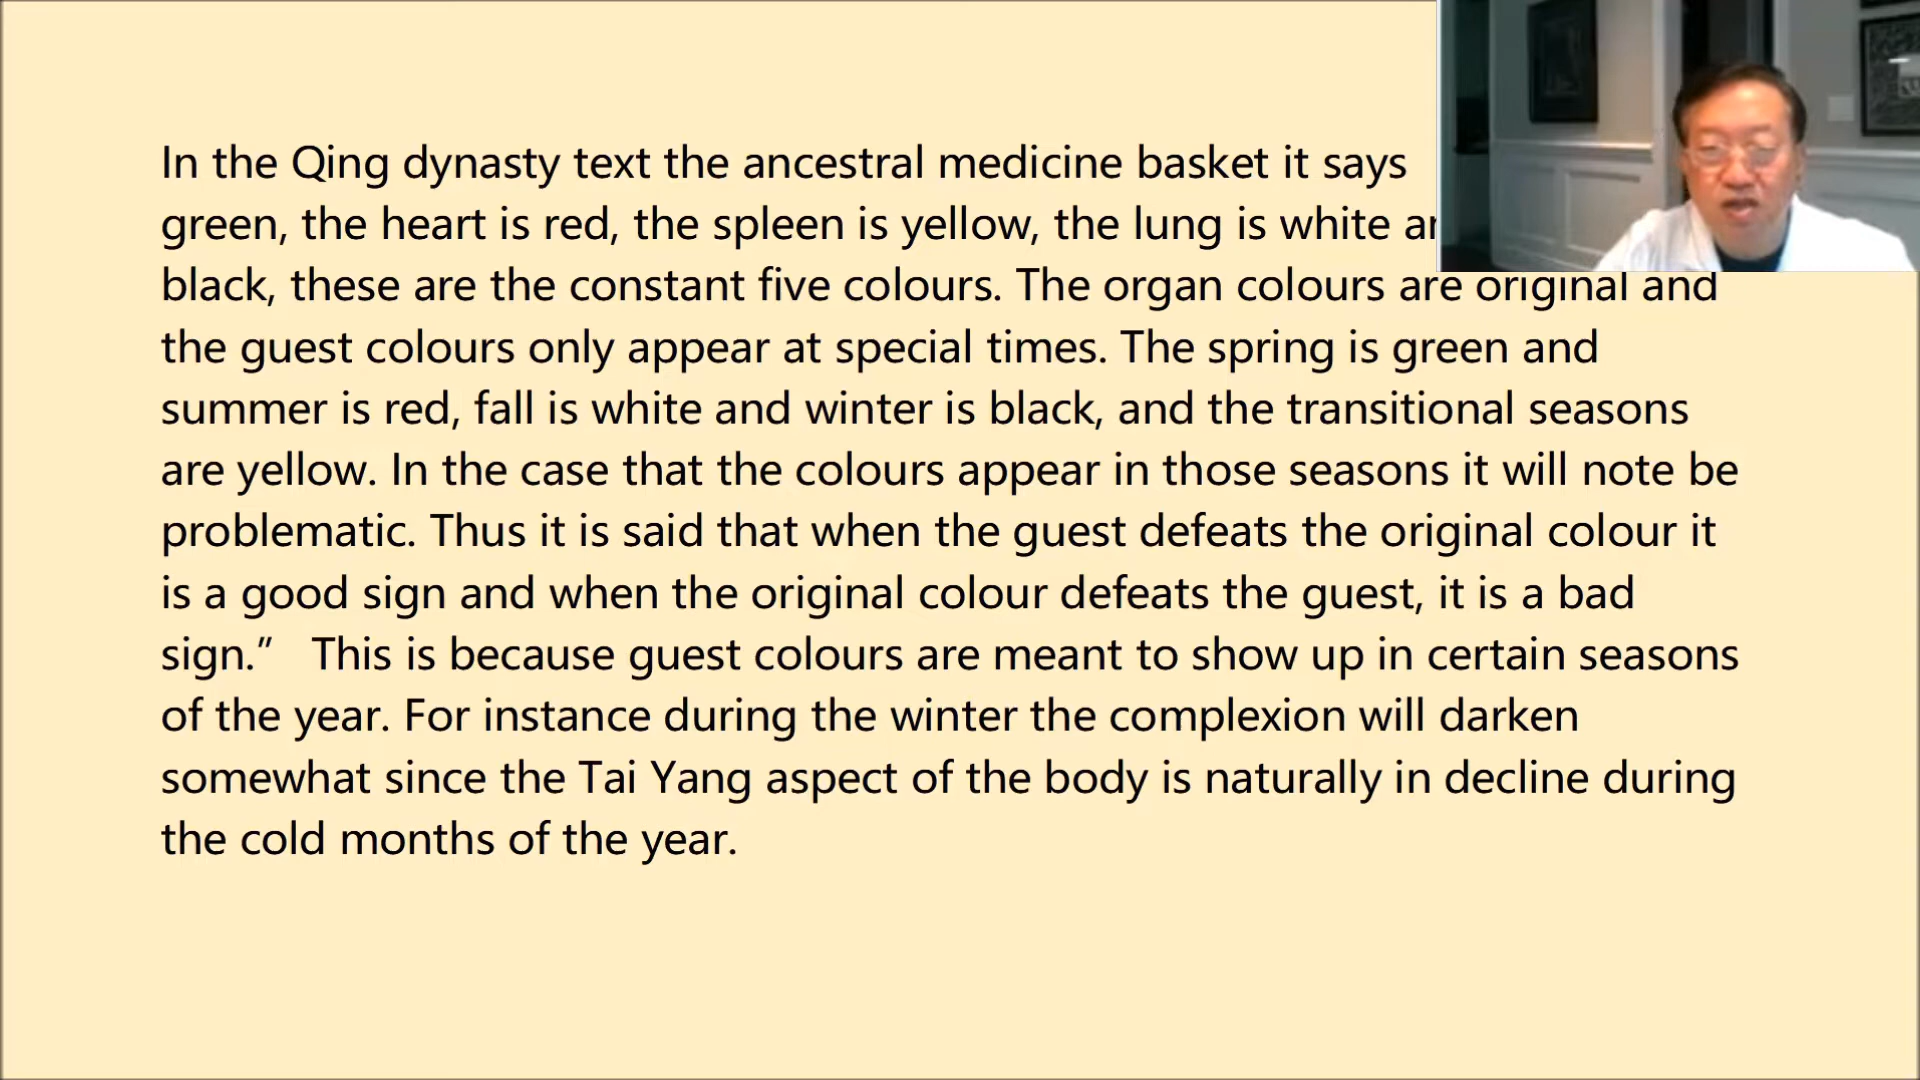 In the Qing dynasty text the ancestral medicine basket it says
green, the heart is red, the spleen is yellow, the lung is white
black, these are the constant five colours. The organ colours are original and
the guest colours only appear at special times. The spring is green and
summer is red, fall is white and winter is black, and the transitional seasons
are yellow. In the case that the colours appear in those seasons it will note be
problematic. Thus it is said that when the guest defeats the original colour it
is a good sign and when the original colour defeats the guest, it is a bad
sign.” This is because guest colours are meant to show up in certain seasons
of the year. For instance during the winter the complexion will darken
somewhat since the Tai Yang aspect of the body is naturally in decline during
the cold months of the year.